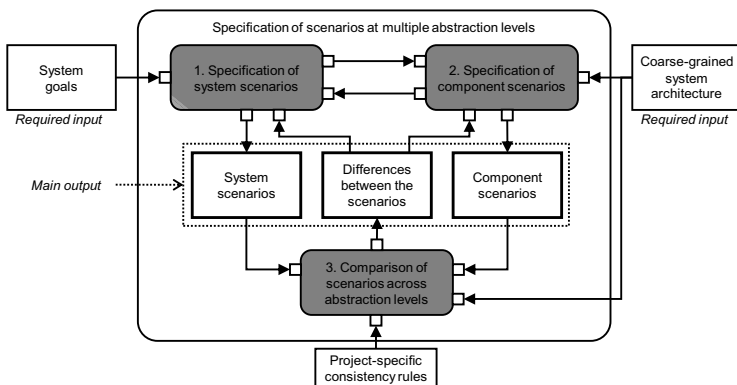 Specification of scenarios at multiple abstraction levels
System
goals
Required input
1. Specification of
system scenarios
2. Specification of
component scenarios
Coarse-grained
system
architecture
Required input
Main output
System
scenarios
Differences
between the
scenarios
Component
scenarios
3. Comparison of
scenarios across
abstraction levels
Project-specific
consistency rules